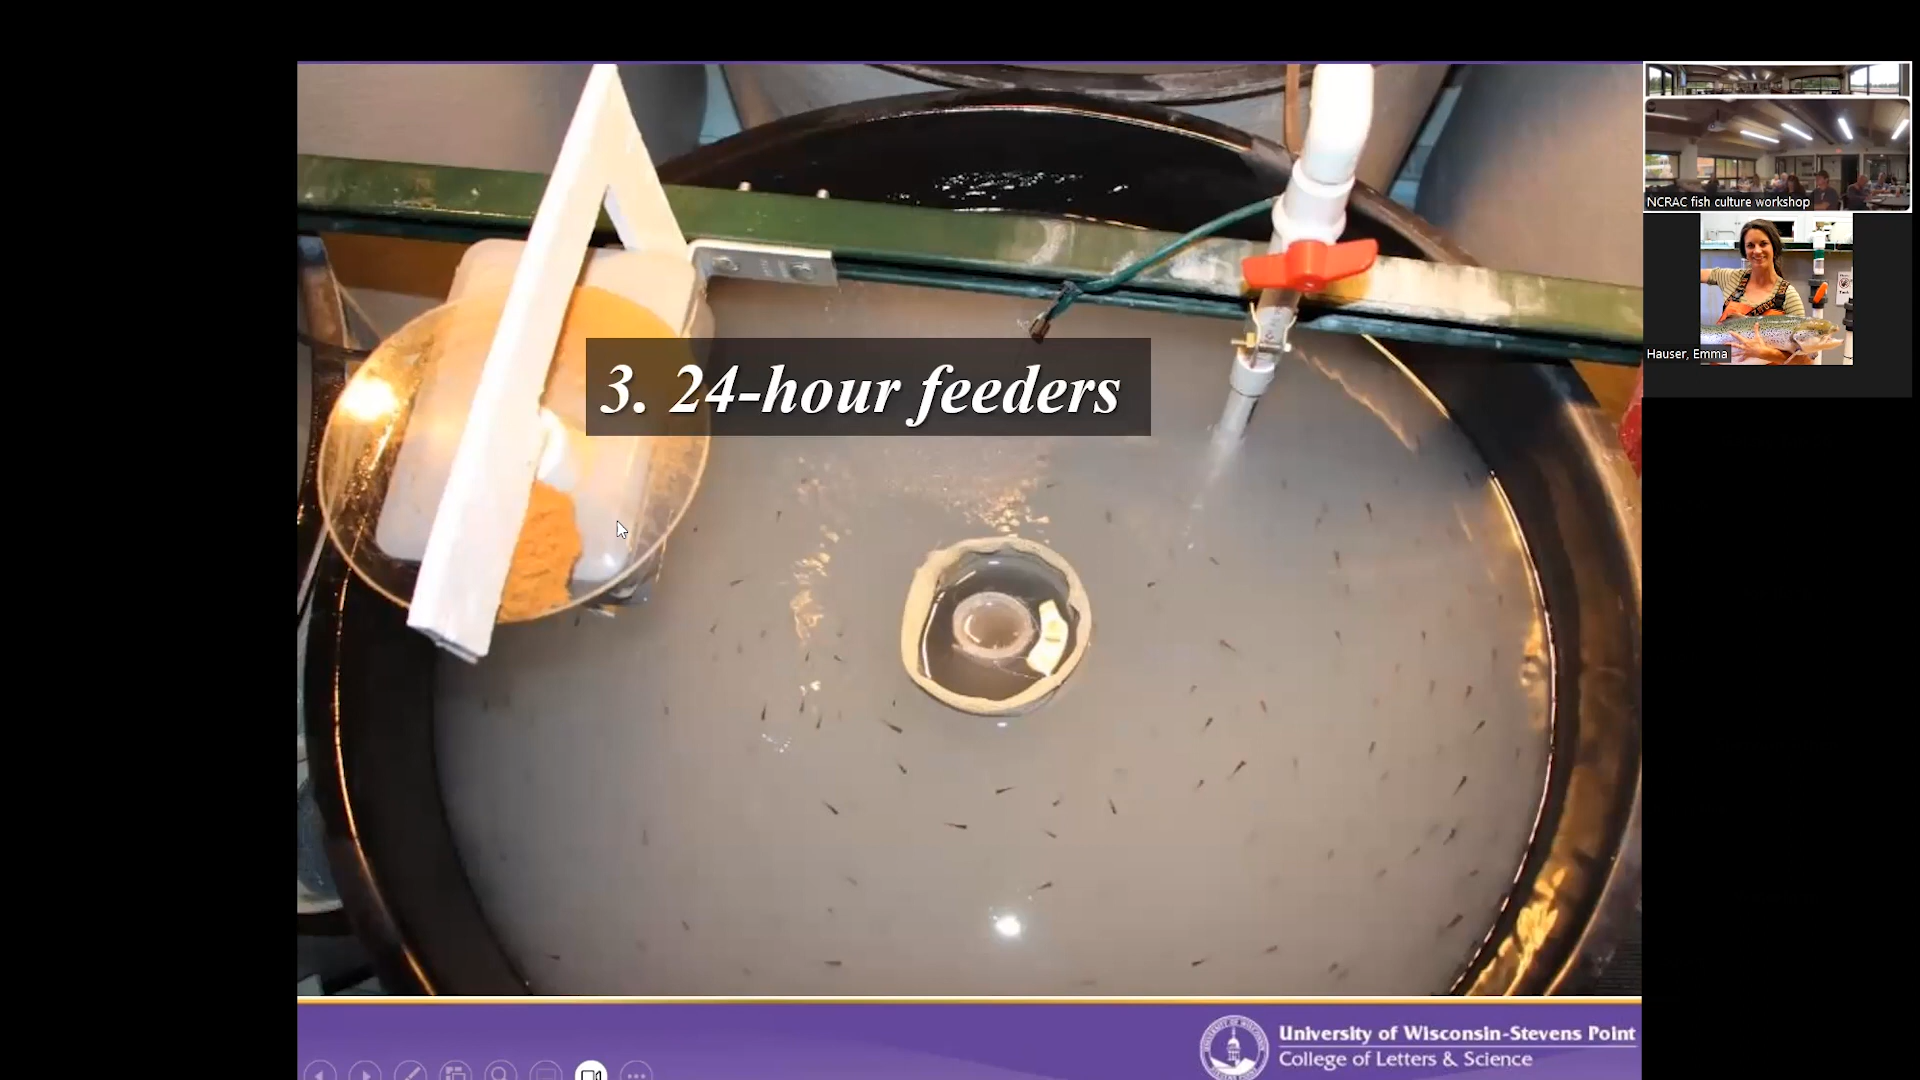 3. 24-hour feeders
NCRAC fish culture workshop
Hauser, Emma
University of Wisconsin-Stevens Point
College of Letters & Science